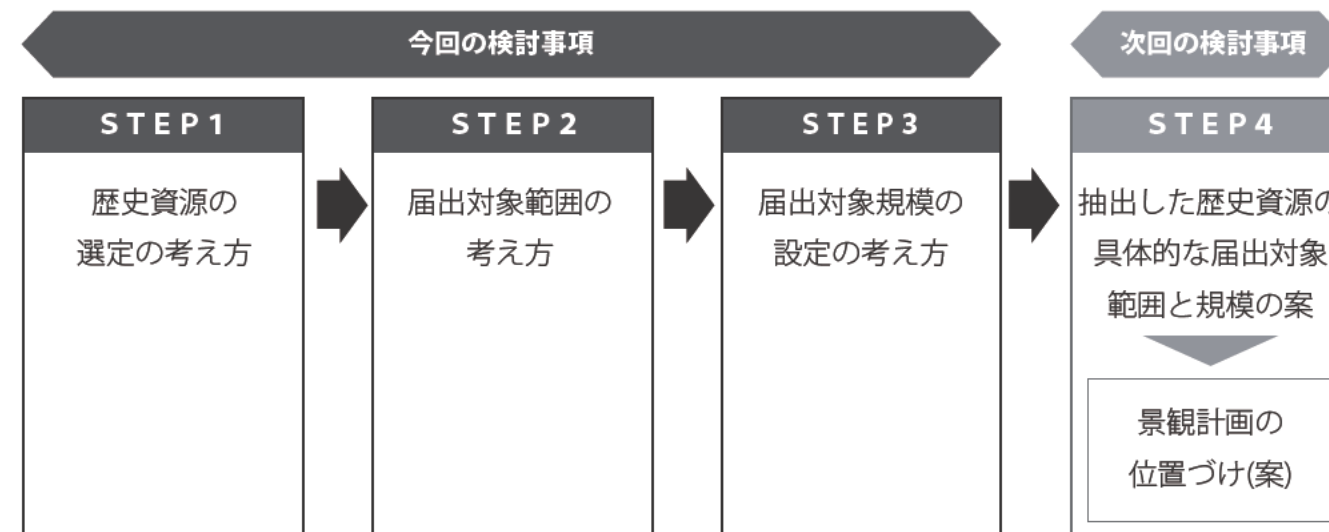 今回の検討事項
次回の検討事項
STEP1
歴史資源の
選定の考え方
STEP2
届出対象範囲の
考え方
STEP3
届出対象規模の
設定の考え方
STEP4
抽出した歴史資源の
具体的な届出対象
範囲と規模の案
景観計画の
位置づけ(案)